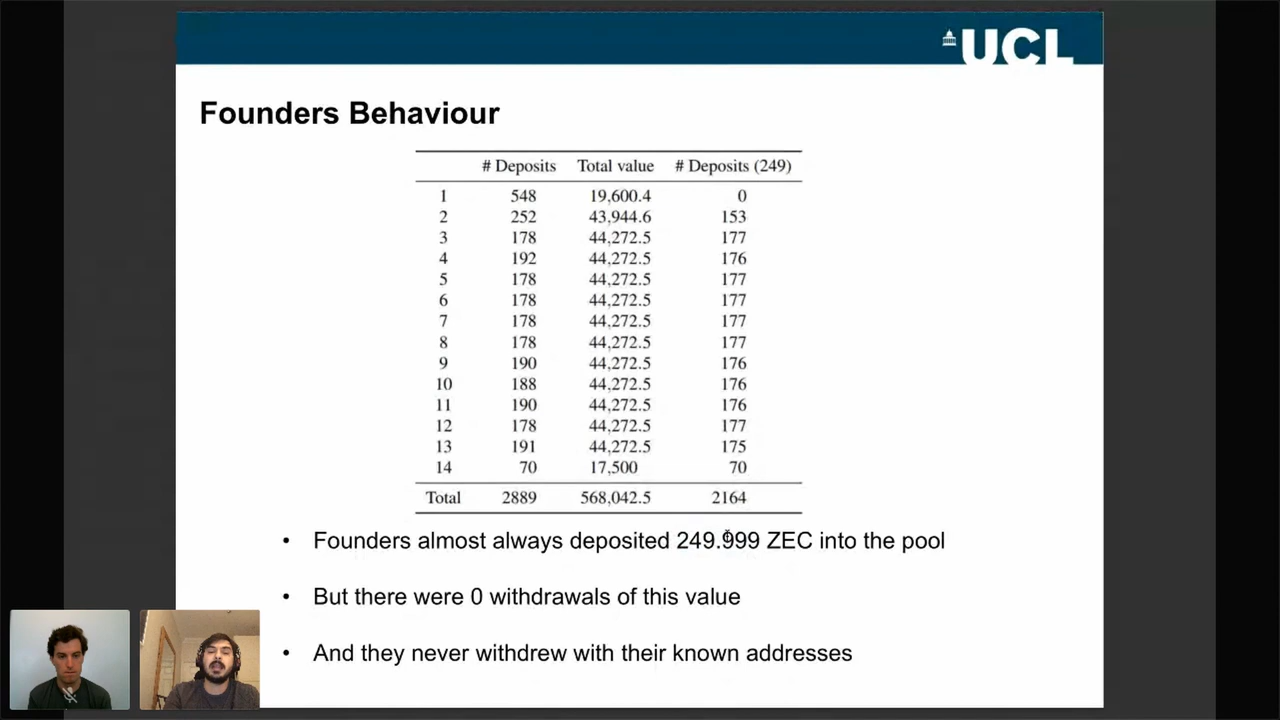 UCL
Founders Behaviour
# Deposits Total value # Deposits (249)
1 548 19,600.4 0
2 252 43,944.6 153
3 178 44,272.5 177
4 192 44,272.5 176
5 178 44,272.5 177
6 178 44,272.5 177
7 178 44,272.5 177
8 178 44,272.5 177
9 190 44,272.5 176
10 188 44,272.5 176
11 190 44,272.5 176
12 178 44,272.5 177
13 191 44,272.5 175
14 70 17,500 70
Total 2889 568,042.5 2164
• Founders almost always deposited 249.999 ZEC into the pool
• But there were 0 withdrawals of this value
• And they never withdrew with their known addresses